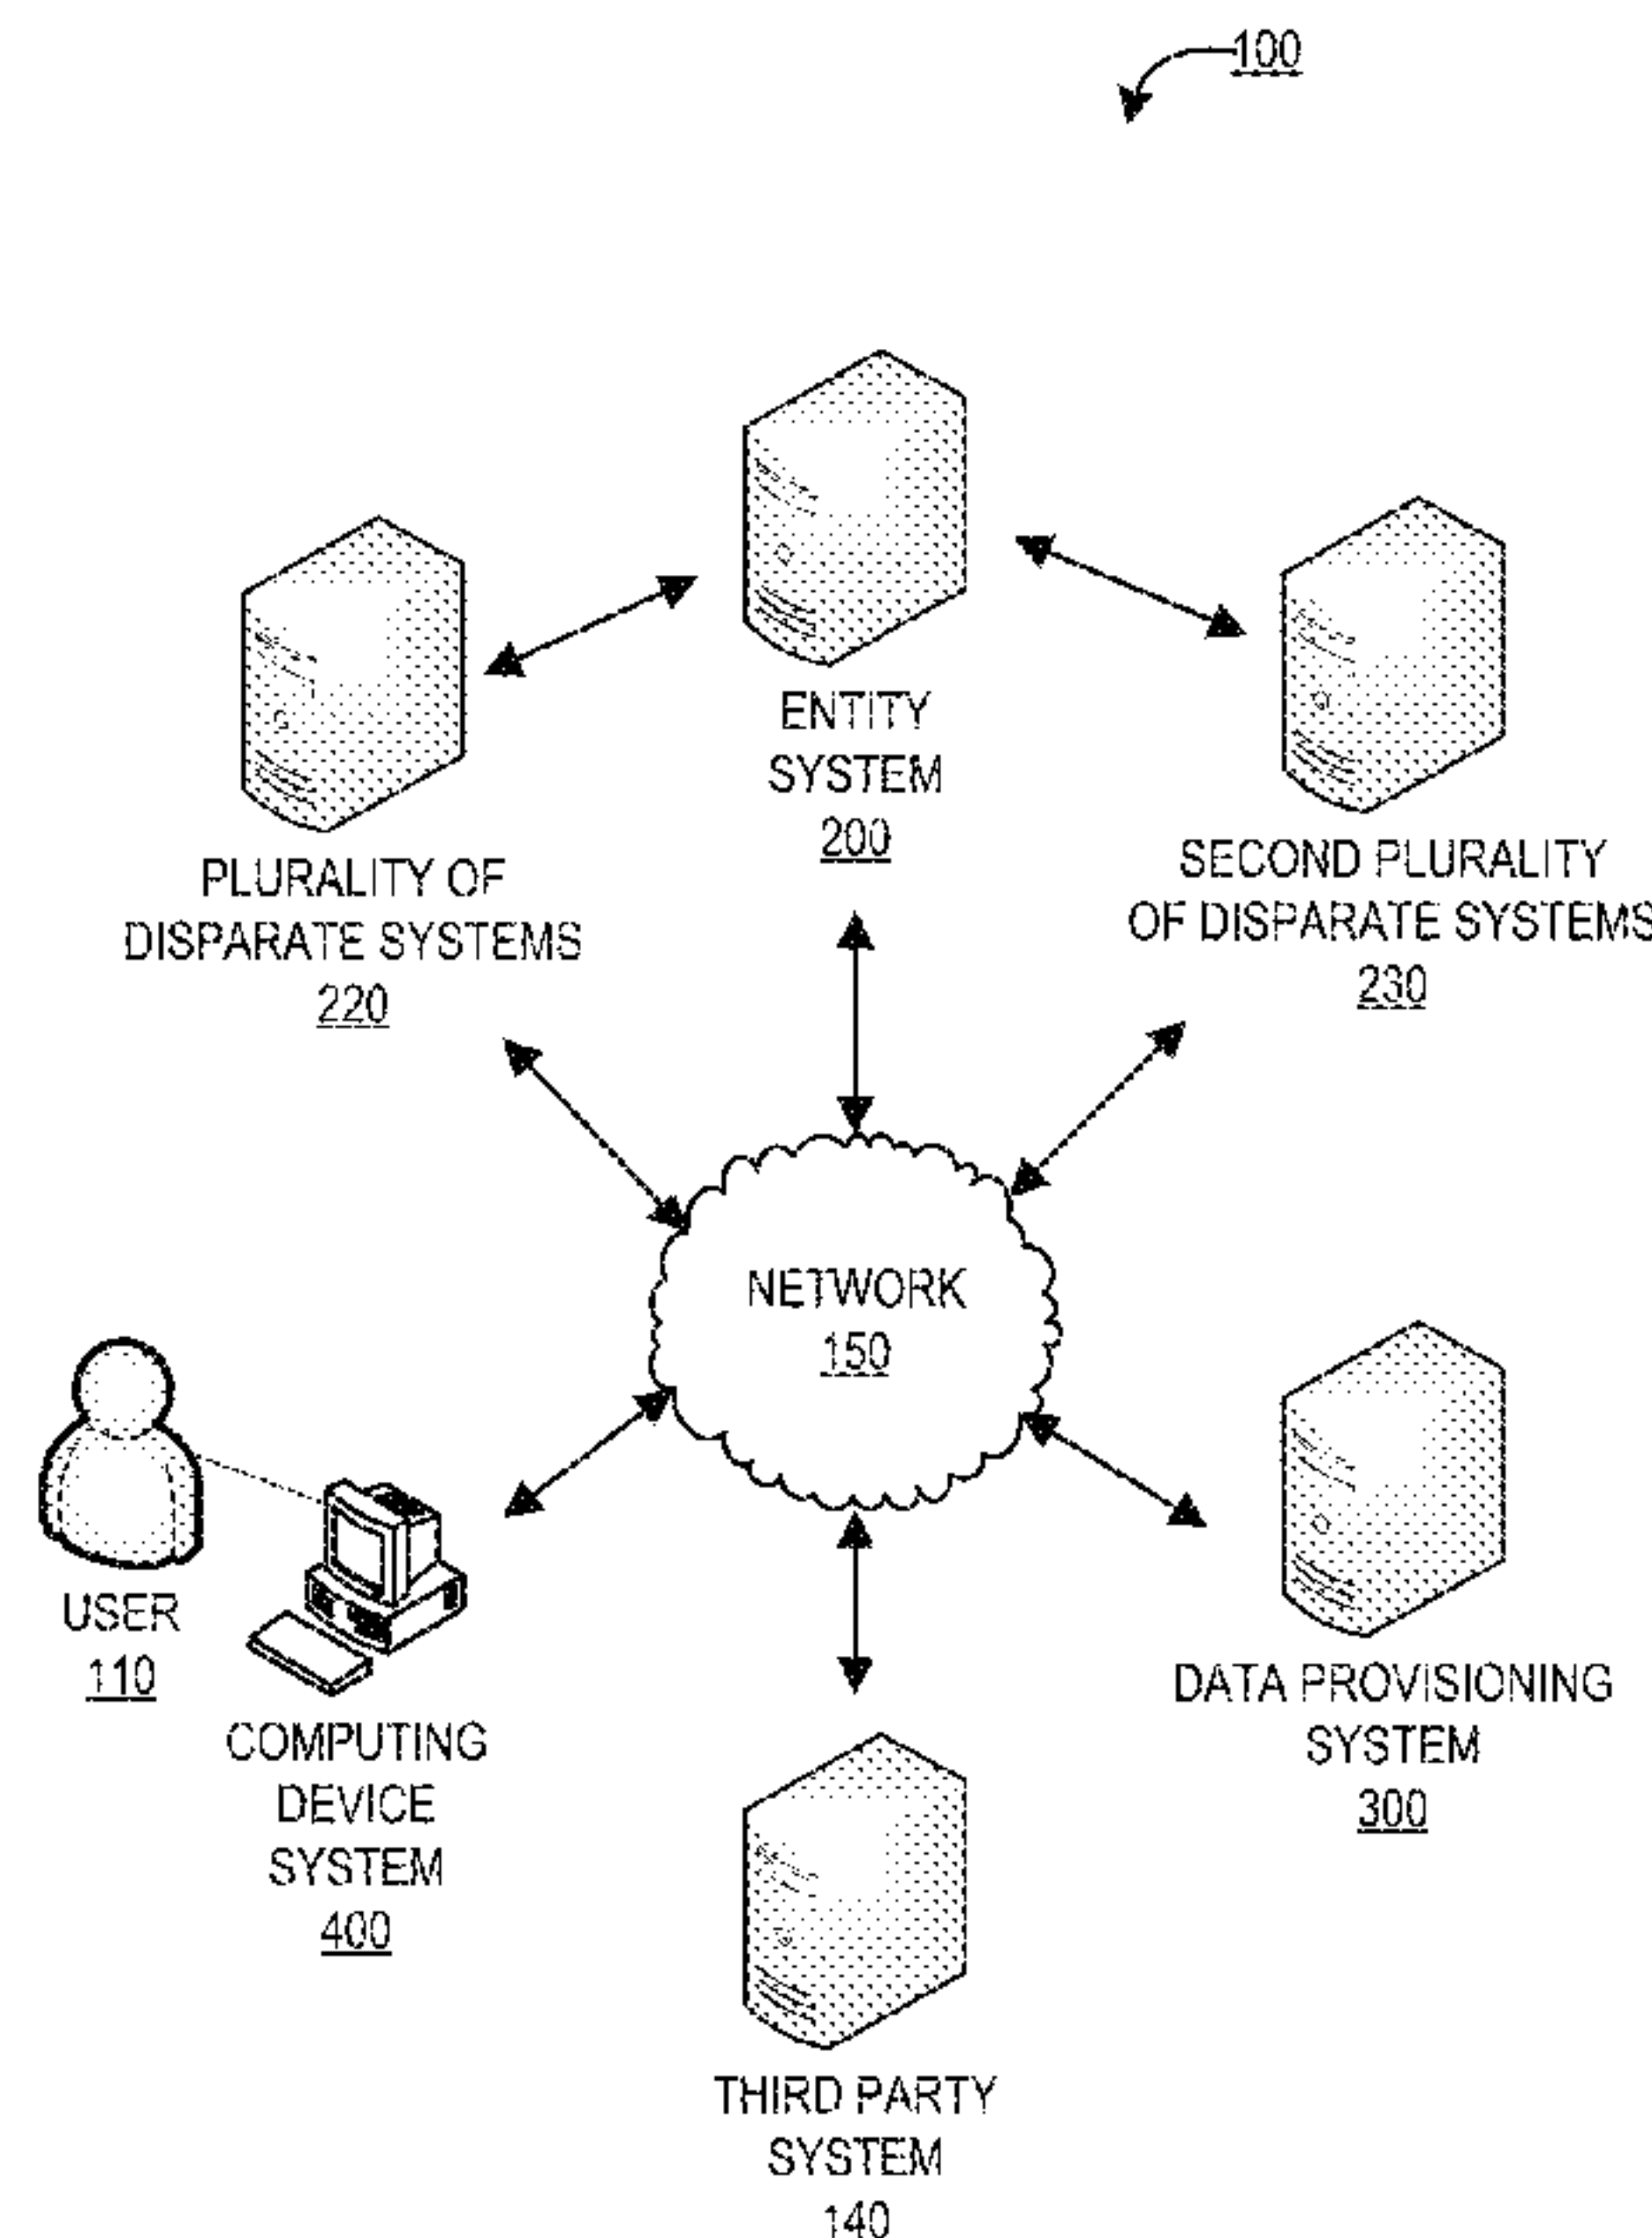 100
ENTITY
SYSTEM
200
PLURALITY OF
DISPARATE SYSTEMS
220
SECOND PLURALITY
OF DISPARATE SYSTEMS
230
NETWORK
150
USER
110
COMPUTING
DEVICE
SYSTEM
400
DATA PROVISIONING
SYSTEM
300
THIRD PARTY
SYSTEM
140